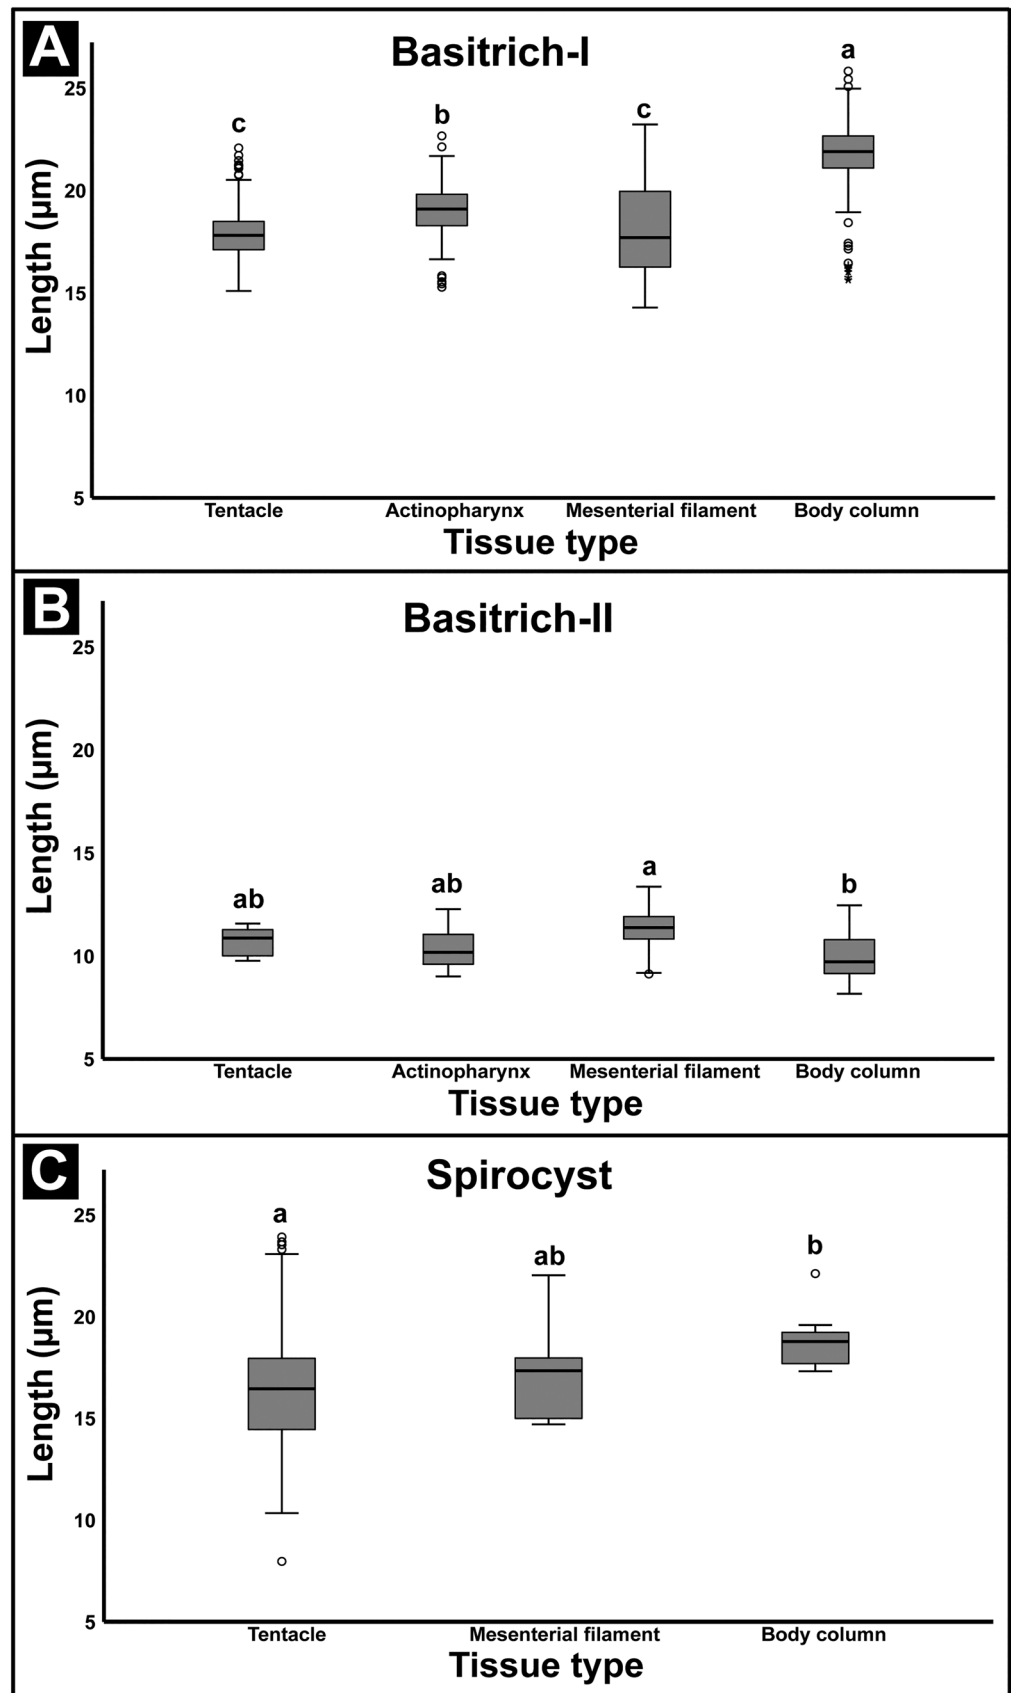 A
Basitrich-I
a
b
c
c
25
20
15
10
5
Length (µm)
Tentacle
Actinopharynx
Mesenterial filament
Body column
Tissue type
B
Basitrich-II
25
20
15
10
5
Length (µm)
ab
ab
a
b
Tentacle
Actinopharynx
Mesenterial filament
Body column
Tissue type
C
Spirocyst
25
20
15
10
5
Length (µm)
a
ab
b
Tentacle
Mesenterial filament
Body column
Tissue type